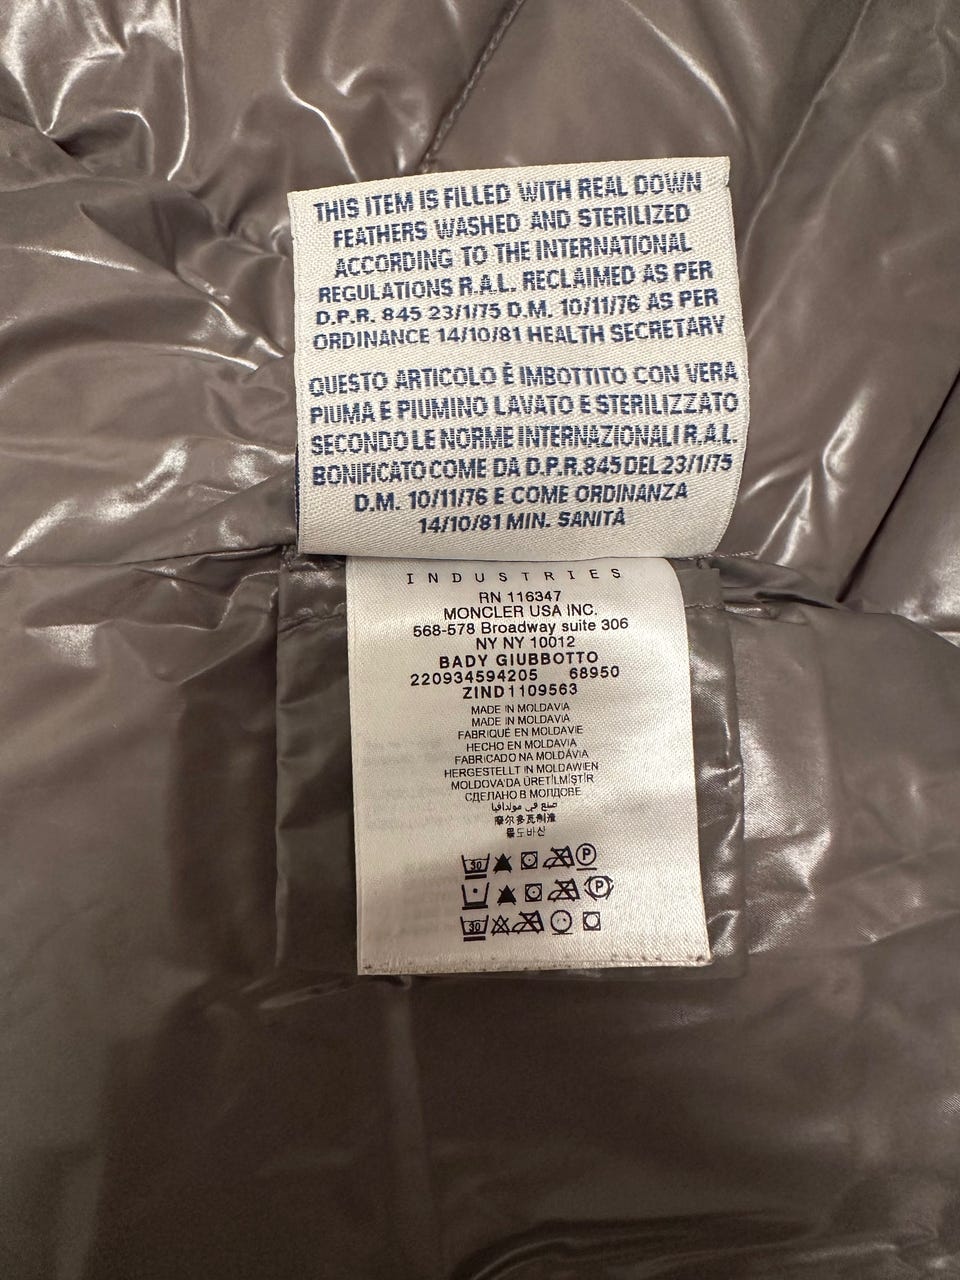 THIS ITEM IS FILLED WITH REAL DOWN
FEATHERS WASHED AND STERILIZED
ACCORDING TO THE INTERNATIONAL
REGULATIONS R.A.L. RECLAIMED AS PER
D.P.R. 845 23/1/75 D.M. 10/11/76 AS PER
ORDINANCE 14/10/81 HEALTH SECRETARY
QUESTO ARTICOLO È IMBOTTITO CON VERA
PIUMA E PIUMINO LAVATO E STERILIZZATO
SECONDO LE NORME INTERNAZIONALI R.A.L.
BONIFICATO COME DA D.P.R. 845 DEL 23/1/75
D.M. 10/11/76 E COME ORDINANZA
14/10/81 MIN. SANITÀ
INDUSTRIES
RN 116347
MONCLER USA INC.
568-578 Broadway suite 306
NY NY 10012
BADY GIUBBOTTO
220934594205 68950
ZIND1109563
MADE IN MOLDAVIA
MADE IN MOLDAVIA
FABRIQUÉ EN MOLDAVIE
HECHO EN MOLDAVIA
FABRICADO NA MOLDÁVIA
HERGESTELLT IN MOLDAWIEN
MOLDOVA'DA ÜRETİLMİŞTİR
СДЕЛАНО В МОЛДОВЕ
صنع في مولدافيا
摩尔多瓦制造
몰도바산
30 P
P
30